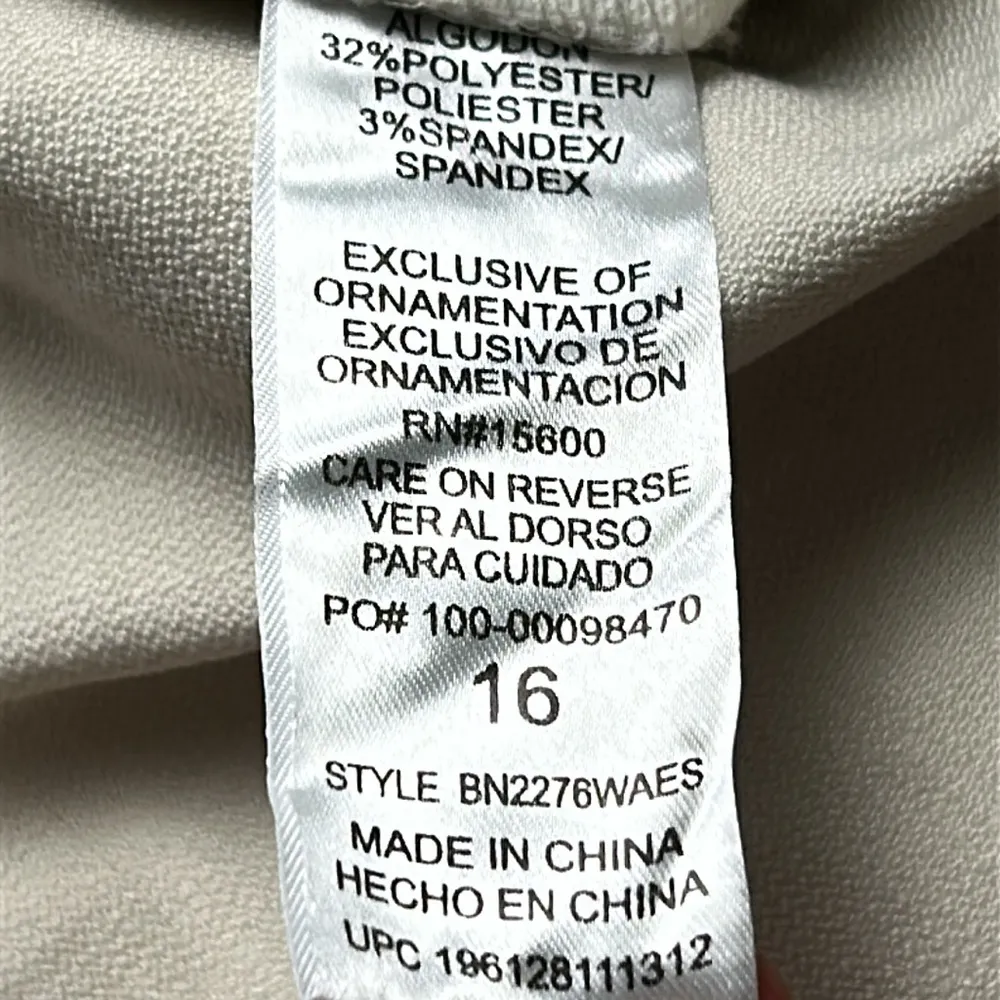 ALGODON
32%POLYESTER/
POLIESTER
3%SPANDEX/
SPANDEX
EXCLUSIVE OF
ORNAMENTATION
EXCLUSIVO DE
ORNAMENTACION
RN#15600
CARE ON REVERSE
VER AL DORSO
PARA CUIDADO
PO# 100-00098470
16
STYLE BN2276WAES
MADE IN CHINA
HECHO EN CHINA
UPC 196128111312